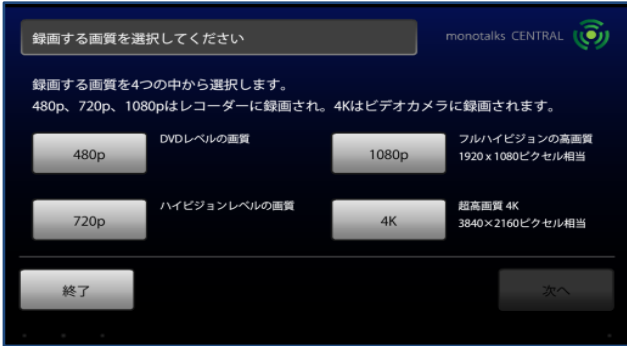 録画する画質を選択してください
monotalks CENTRAL
録画する画質を4つの中から選択します。
480p、720p、1080pはレコーダーに録画され。4Kはビデオカメラに録画されます。
480p
DVDレベルの画質
1080p
フルハイビジョンの高画質
1920 x 1080ピクセル相当
720p
ハイビジョンレベルの画質
4K
超高画質 4K
3840×2160ピクセル相当
終了
次へ